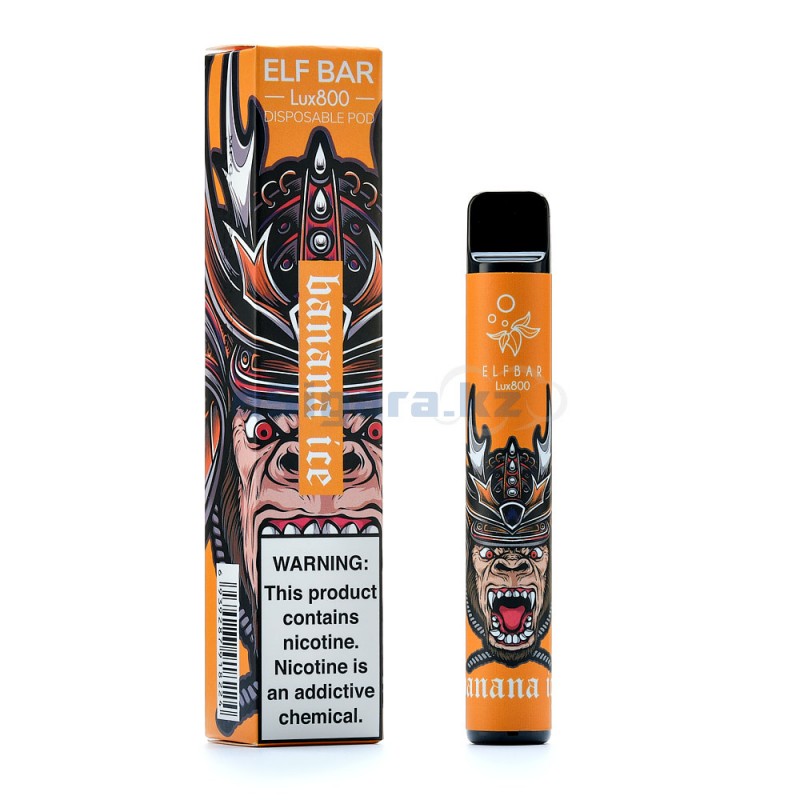 ELF BAR
Lux800
DISPOSABLE POD
banana ice
WARNING:
This product
contains
nicotine.
Nicotine is
an addictive
chemical.
ELFBAR
Lux800
anana i